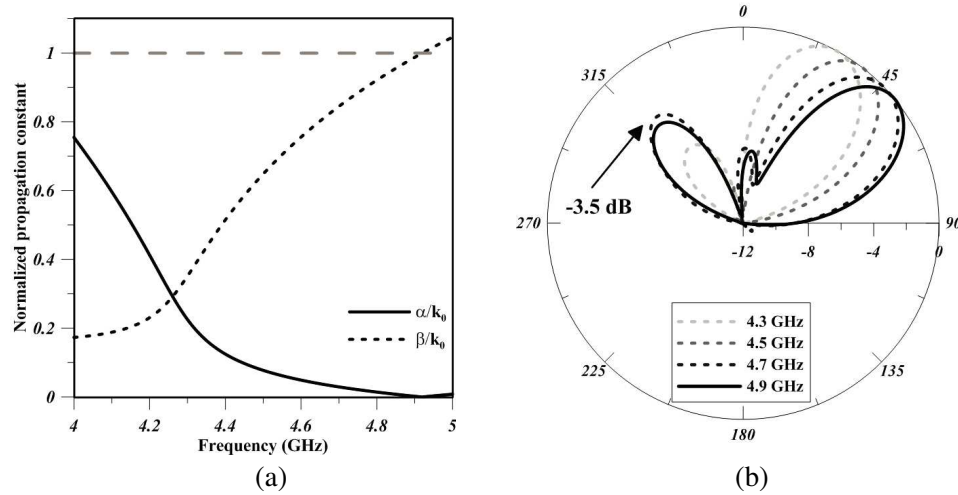 Normalized propagation constant
1
0.8
0.6
0.4
0.2
0
4
4.2
4.4
4.6
4.8
5
Frequency (GHz)
α/k₀
β/k₀
(a)
0
45
90
135
180
225
270
315
-3.5 dB
-12
-8
-4
0
4.3 GHz
4.5 GHz
4.7 GHz
4.9 GHz
(b)